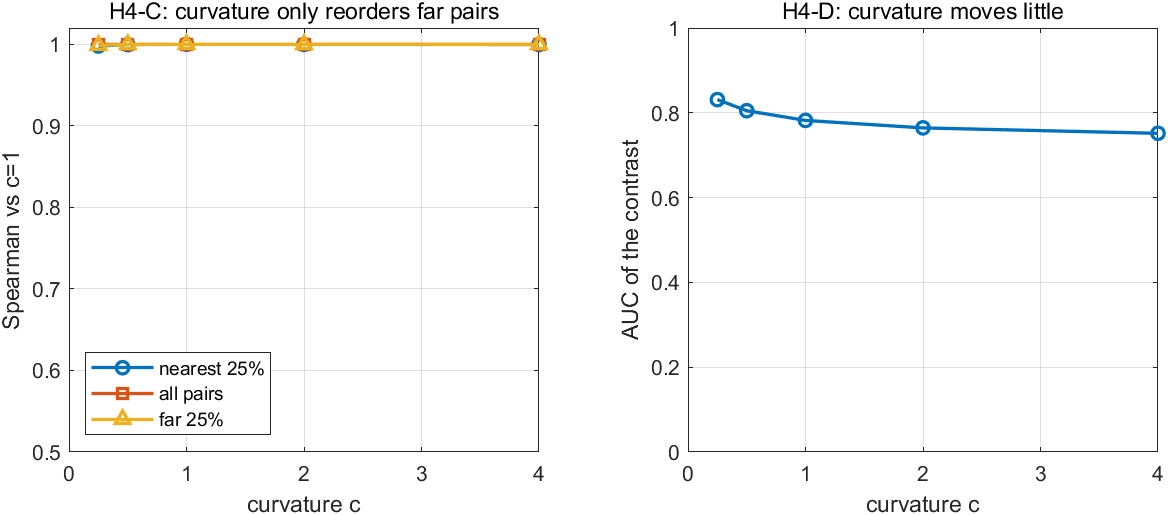 H4-C: curvature only reorders far pairs
Spearman vs c=1
1
0.9
0.8
0.7
0.6
0.5
nearest 25%
all pairs
far 25%
0 1 2 3 4
curvature c
H4-D: curvature moves little
AUC of the contrast
1
0.8
0.6
0.4
0.2
0
0 1 2 3 4
curvature c